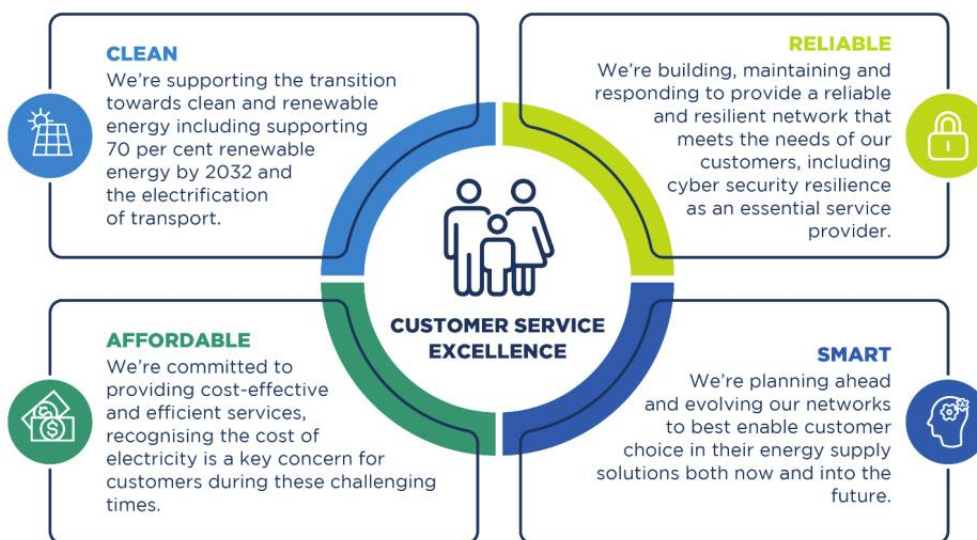 CLEAN
We're supporting the transition
towards clean and renewable
energy including supporting
70 per cent renewable
energy by 2032 and
the electrification
of transport.
RELIABLE
We're building, maintaining and
responding to provide a reliable
and resilient network that
meets the needs of our
customers, including
cyber security resilience
as an essential service
provider.
CUSTOMER SERVICE
EXCELLENCE
AFFORDABLE
We're committed to
providing cost-effective
and efficient services,
recognising the cost of
electricity is a key concern for
customers during these challenging
times.
SMART
We're planning ahead
and evolving our networks
to best enable customer
choice in their energy supply
solutions both now and into the
future.